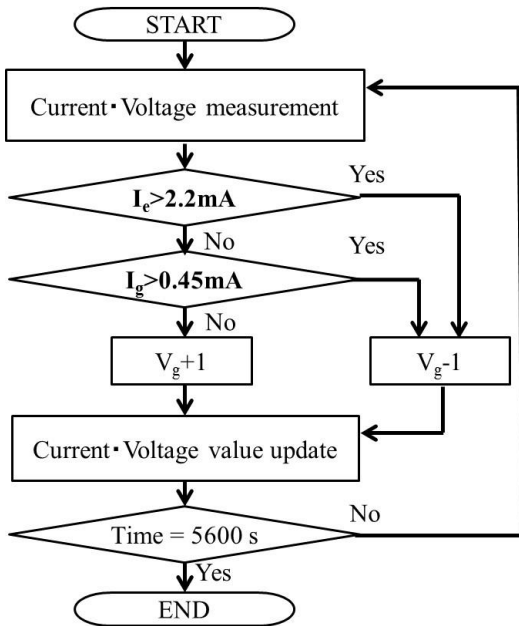 START
Current・Voltage measurement
Yes
Ie>2.2mA
No
Yes
Ig>0.45mA
No
Vg+1
Vg-1
Current・Voltage value update
No
Time = 5600 s
Yes
END